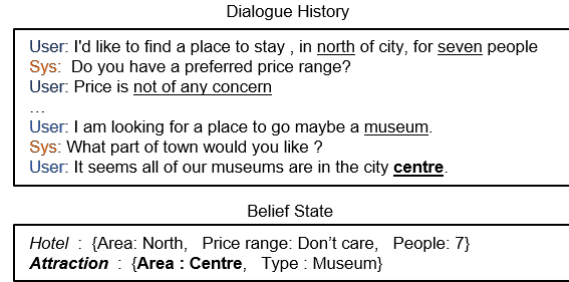 Dialogue History
User: I'd like to find a place to stay , in north of city, for seven people
Sys: Do you have a preferred price range?
User: Price is not of any concern
...
User: I am looking for a place to go maybe a museum.
Sys: What part of town would you like ?
User: It seems all of our museums are in the city centre.
Belief State
Hotel : {Area: North, Price range: Don't care, People: 7}
Attraction : {Area : Centre, Type : Museum}